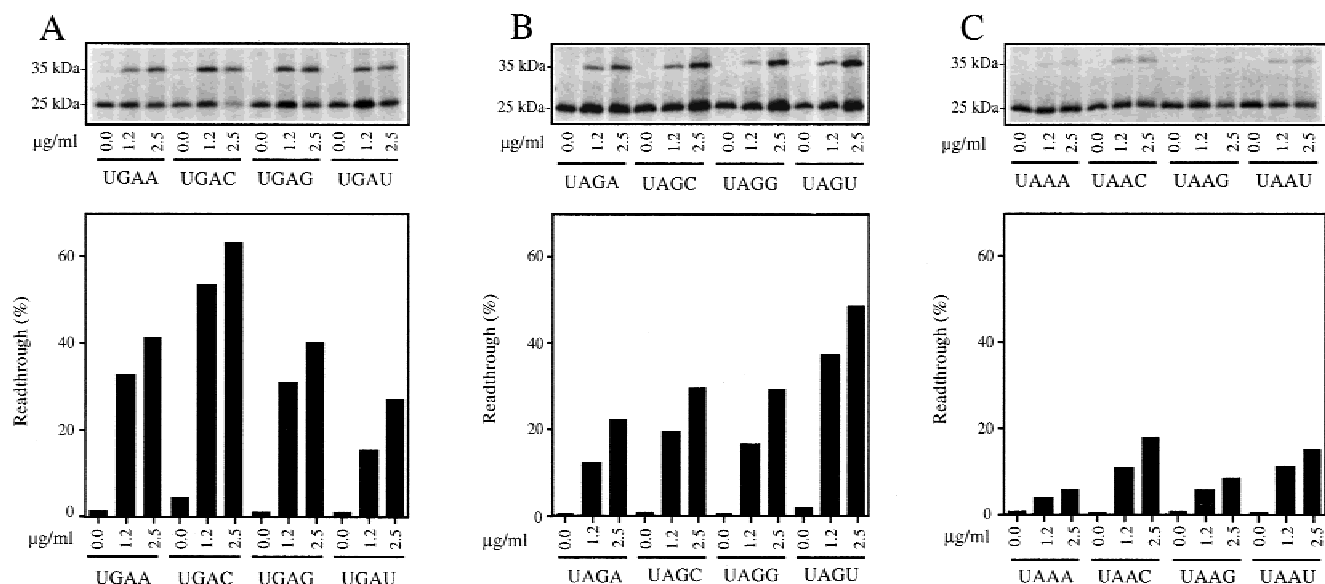 A
35 kDa
25 kDa
µg/ml 0.0 1.2 2.5 0.0 1.2 2.5 0.0 1.2 2.5 0.0 1.2 2.5
UGAA UGAC UGAG UGAU
Readthrough (%)
60
40
20
0
µg/ml 0.0 1.2 2.5 0.0 1.2 2.5 0.0 1.2 2.5 0.0 1.2 2.5
UGAA UGAC UGAG UGAU
B
35 kDa
25 kDa
µg/ml 0.0 1.2 2.5 0.0 1.2 2.5 0.0 1.2 2.5 0.0 1.2 2.5
UAGA UAGC UAGG UAGU
Readthrough (%)
60
40
20
0
µg/ml 0.0 1.2 2.5 0.0 1.2 2.5 0.0 1.2 2.5 0.0 1.2 2.5
UAGA UAGC UAGG UAGU
C
35 kDa
25 kDa
µg/ml 0.0 1.2 2.5 0.0 1.2 2.5 0.0 1.2 2.5 0.0 1.2 2.5
UAAA UAAC UAAG UAAU
Readthrough (%)
60
40
20
0
µg/ml 0.0 1.2 2.5 0.0 1.2 2.5 0.0 1.2 2.5 0.0 1.2 2.5
UAAA UAAC UAAG UAAU